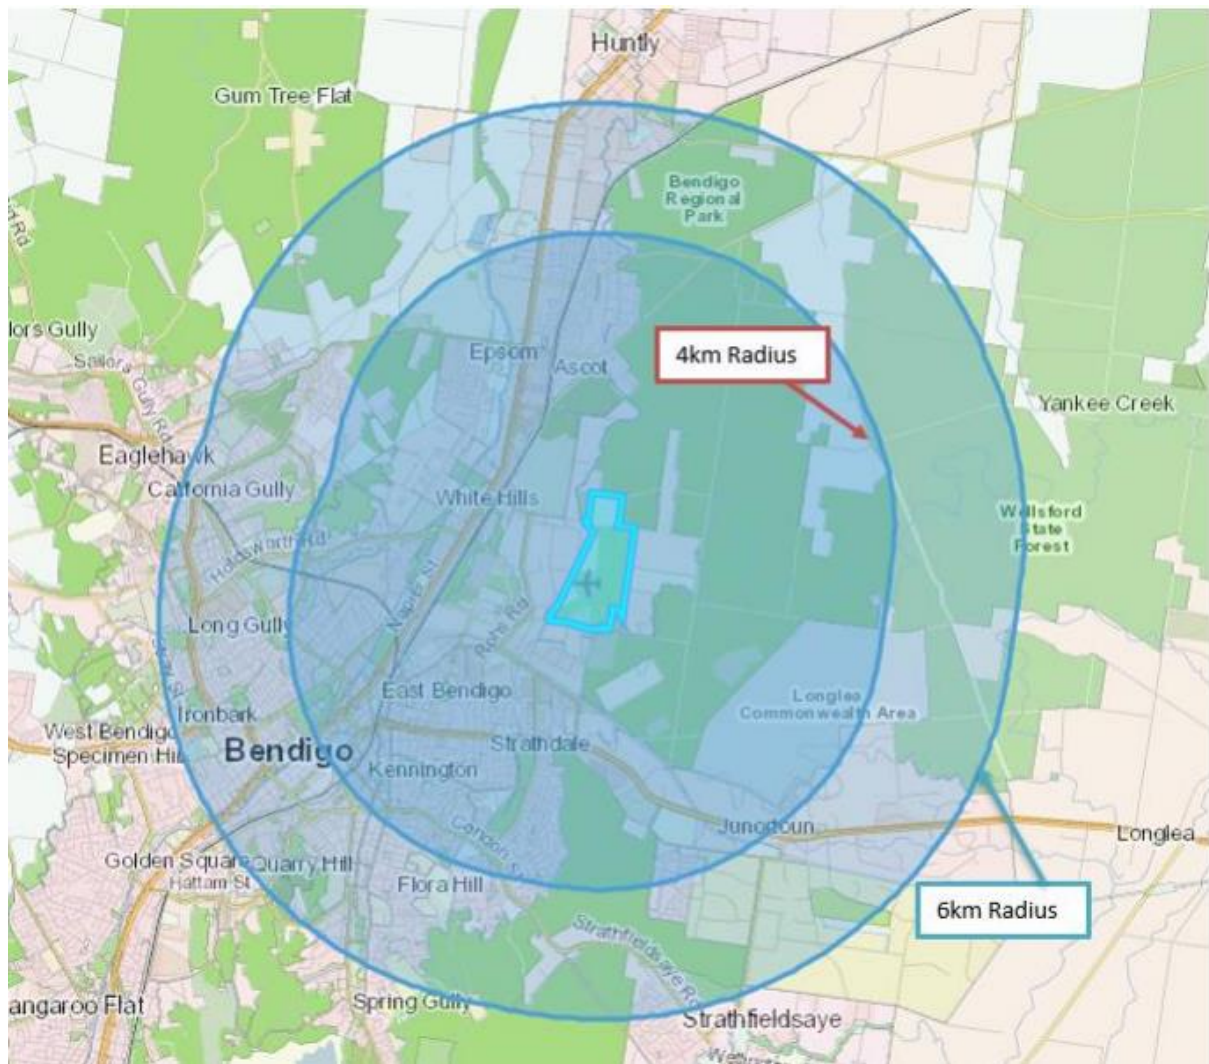 Huntly
Gum Tree Flat
Bendigo
Regional
Park
lors Gully
Sailors Gully Rd
Epsom
Ascot
4km Radius
Yankee Creek
Eaglehawk
California Gully
White Hills
Holdsworth Rd
Wellsford
State
Forest
Napier St
Rohs Rd
Long Gully
East Bendigo
Longlea
Commonwealth Area
Ironbark
West Bendigo
Specimen Hill
Bendigo
Strathdale
Kennington
Junortoun
Longlea
Condon St
Golden Square
Quarry Hill
Hattam St
Flora Hill
6km Radius
Strathfieldsaye Rd
angaroo Flat
Spring Gully
Strathfieldsaye